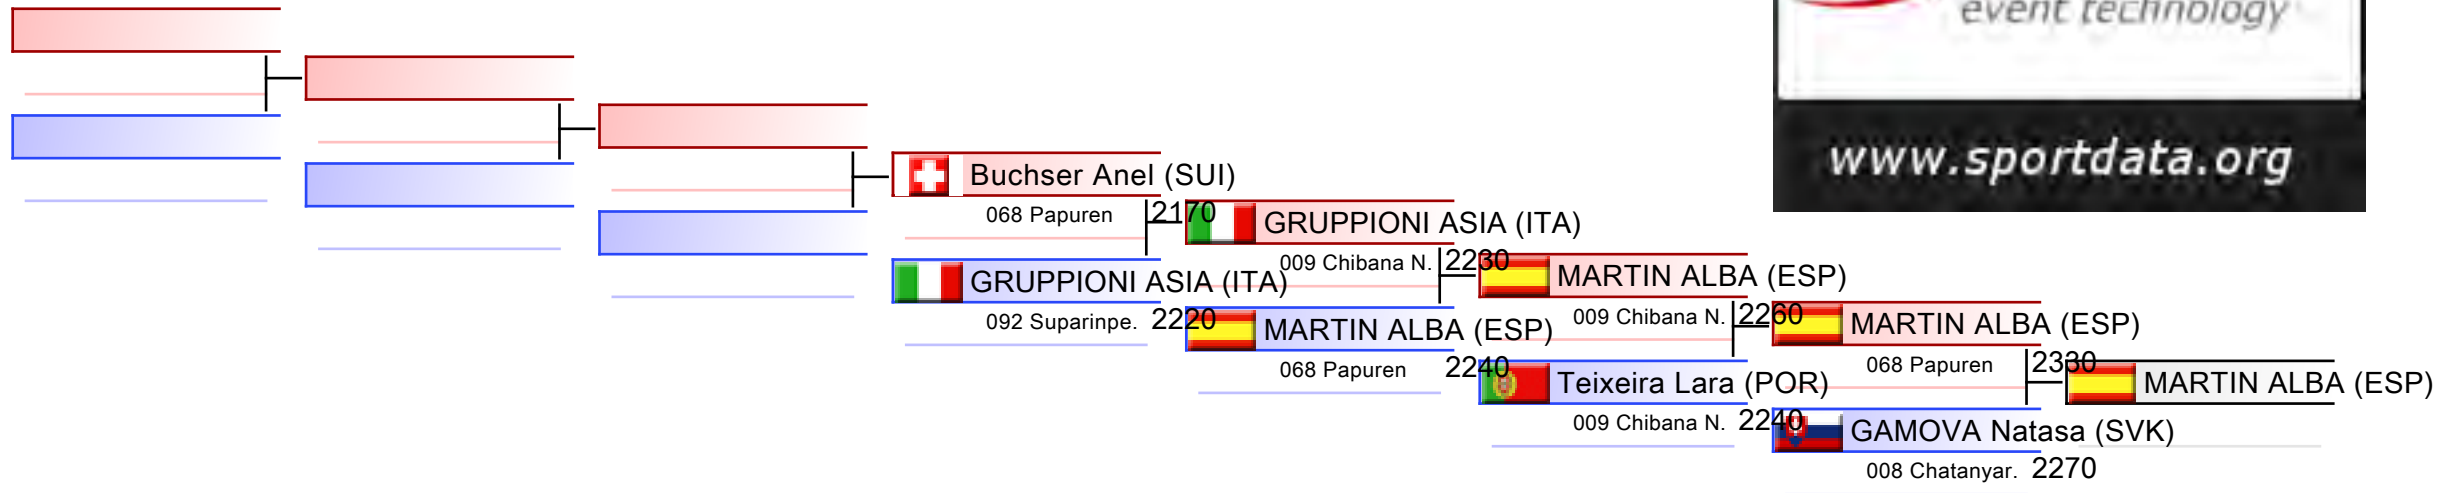 event technology
www.sportdata.org
Buchser Anel (SUI)
068 Papuren 2170
GRUPPIONI ASIA (ITA)
009 Chibana N. 2230
GRUPPIONI ASIA (ITA)
092 Suparinpe. 2220
MARTIN ALBA (ESP)
009 Chibana N. 2260
MARTIN ALBA (ESP)
068 Papuren 2240
MARTIN ALBA (ESP)
068 Papuren 2330
Teixeira Lara (POR)
009 Chibana N. 2240
MARTIN ALBA (ESP)
GAMOVA Natasa (SVK)
008 Chatanyar. 2270